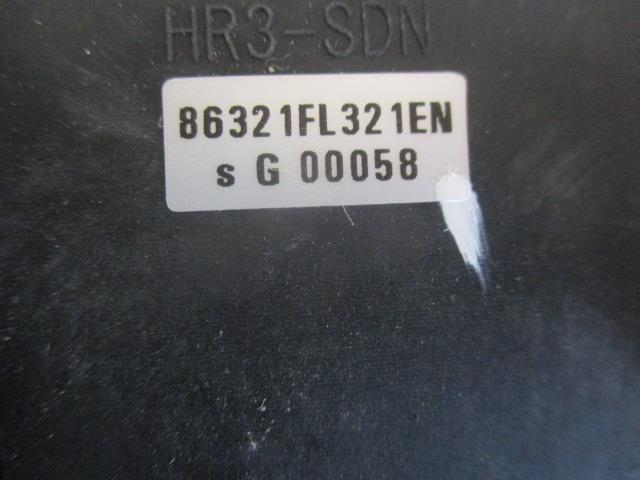 HR3-SDN
86321FL321EN
s G 00058